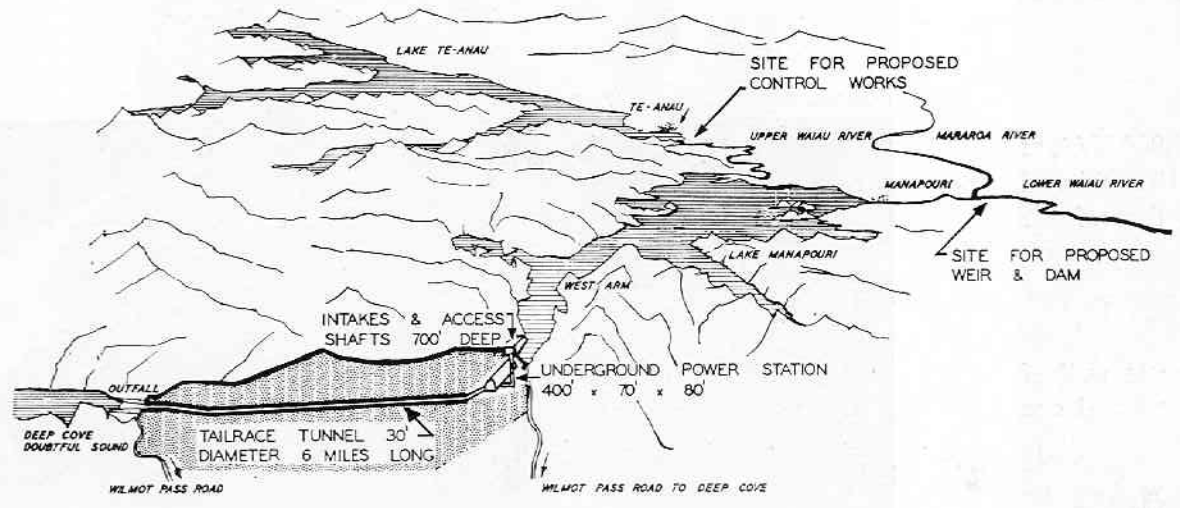 LAKE TE-ANAU
SITE FOR PROPOSED
CONTROL WORKS
TE-ANAU
UPPER WAIAU RIVER
MARAROA RIVER
MANAPOURI
LOWER WAIAU RIVER
LAKE MANAPOURI
SITE FOR PROPOSED
WEIR & DAM
WEST ARM
INTAKES & ACCESS
SHAFTS 700' DEEP
UNDERGROUND POWER STATION
400' x 70' x 80'
OUTFALL
DEEP COVE
DOUBTFUL SOUND
TAILRACE TUNNEL 30'
DIAMETER 6 MILES LONG
WILMOT PASS ROAD
WILMOT PASS ROAD TO DEEP COVE